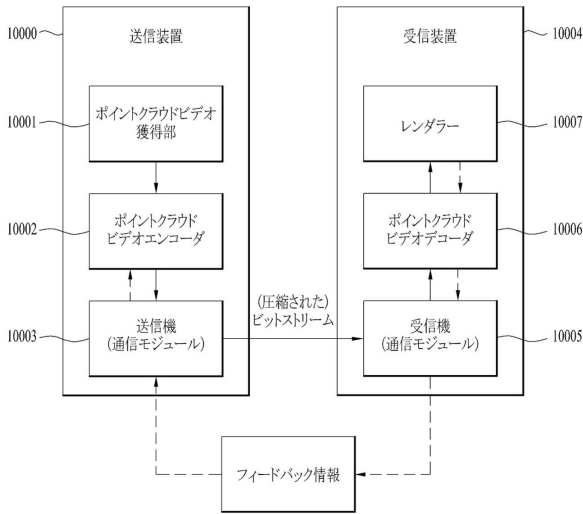 10000
送信装置
10001
ポイントクラウドビデオ
獲得部
10002
ポイントクラウド
ビデオエンコーダ
10003
送信機
(通信モジュール)
(圧縮された)
ビットストリーム
受信装置
10004
レンダラー
10007
ポイントクラウド
ビデオデコーダ
10006
受信機
(通信モジュール)
10005
フィードバック情報